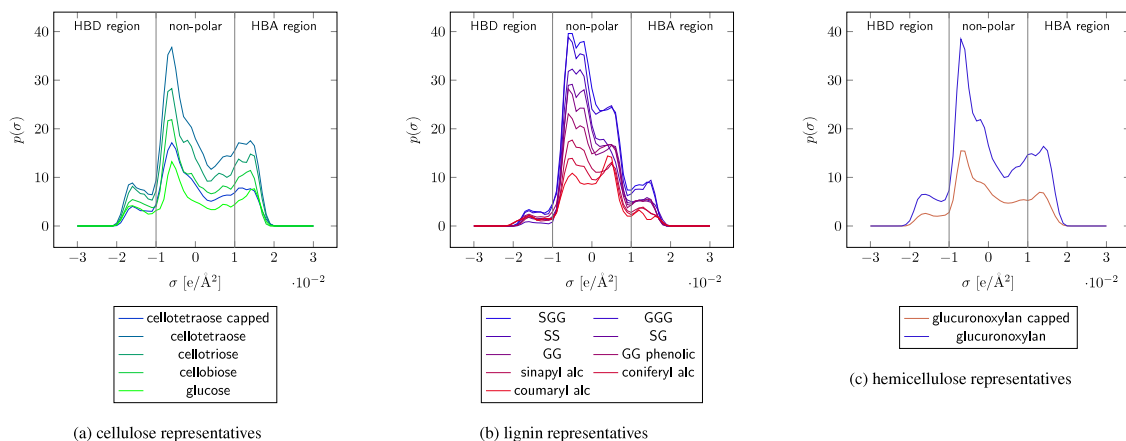 HBD region non-polar HBA region
40
30
20
10
0
p(σ)
−3 −2 −1 0 1 2 3
σ [e/Å²] ·10−2
cellotetraose capped
cellotetraose
cellotriose
cellobiose
glucose
(a) cellulose representatives
HBD region non-polar HBA region
40
30
20
10
0
p(σ)
−3 −2 −1 0 1 2 3
σ [e/Å²] ·10−2
SGG GGG
SS SG
GG GG phenolic
sinapyl alc coniferyl alc
coumaryl alc
(b) lignin representatives
HBD region non-polar HBA region
40
30
20
10
0
p(σ)
−3 −2 −1 0 1 2 3
σ [e/Å²] ·10−2
glucuronoxylan capped
glucuronoxylan
(c) hemicellulose representatives